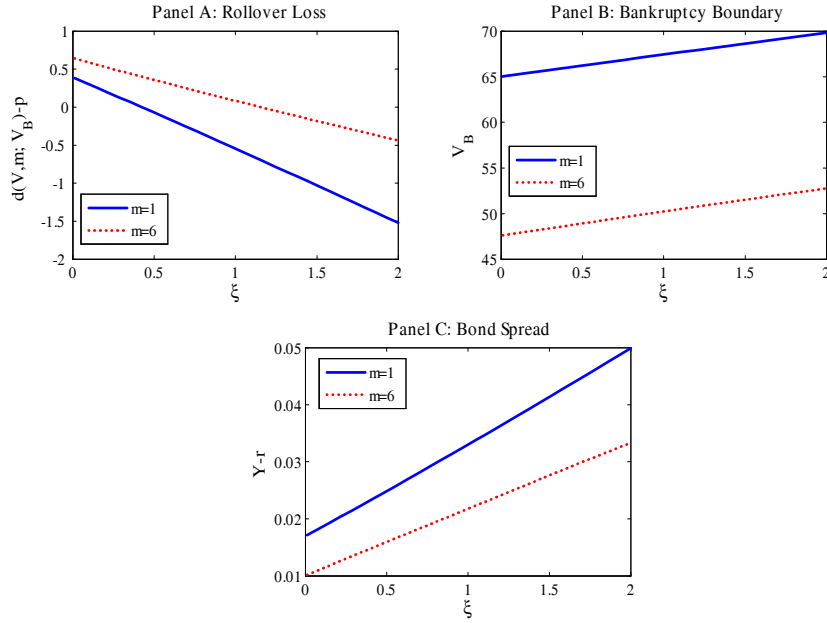 Panel A: Rollover Loss
1
0.5
0
-0.5
-1
-1.5
-2
d(V,m; V_B)-p
m=1
m=6
0
0.5
1
1.5
2
ξ
Panel B: Bankruptcy Boundary
70
65
60
55
50
45
V_B
m=1
m=6
0
0.5
1
1.5
2
ξ
Panel C: Bond Spread
0.05
0.04
0.03
0.02
0.01
Y-r
m=1
m=6
0
0.5
1
1.5
2
ξ